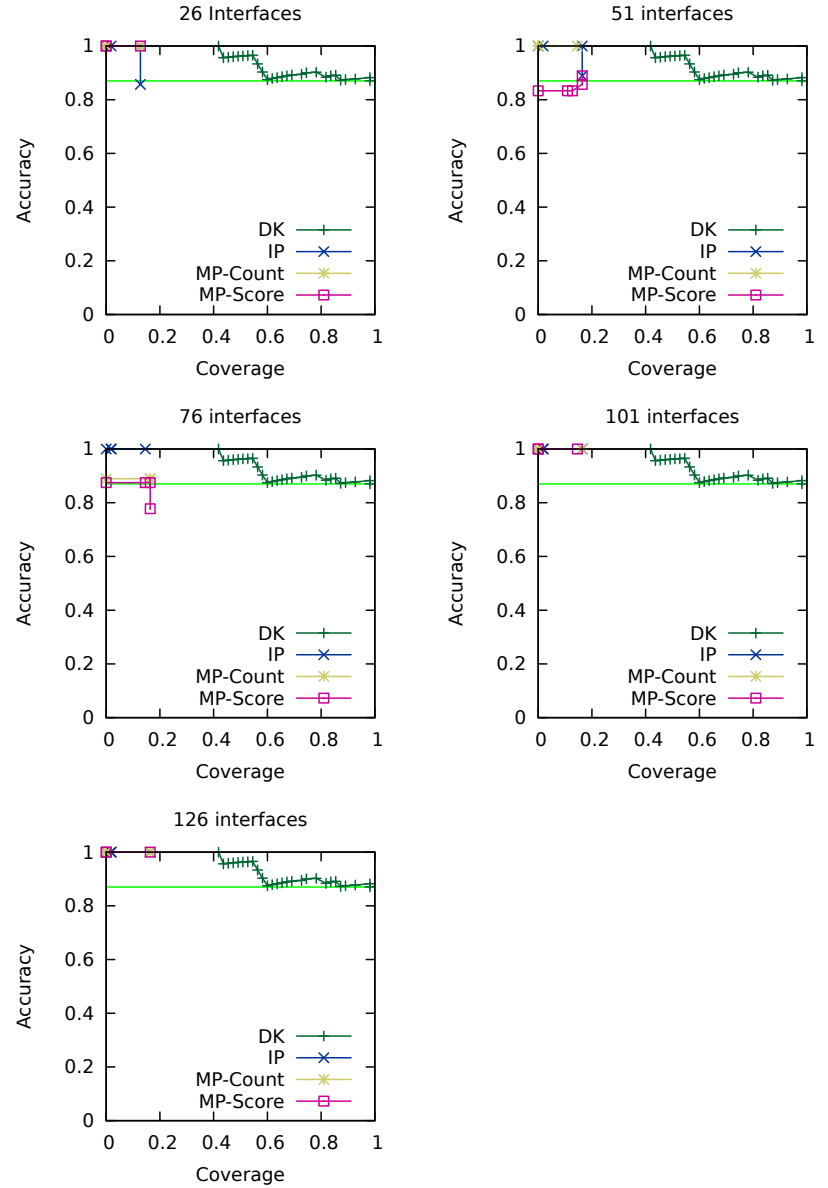 26 Interfaces
1
0.8
0.6
0.4
0.2
0
Accuracy
DK
IP
MP-Count
MP-Score
0 0.2 0.4 0.6 0.8 1
Coverage
51 interfaces
1
0.8
0.6
0.4
0.2
0
Accuracy
DK
IP
MP-Count
MP-Score
0 0.2 0.4 0.6 0.8 1
Coverage
76 interfaces
1
0.8
0.6
0.4
0.2
0
Accuracy
DK
IP
MP-Count
MP-Score
0 0.2 0.4 0.6 0.8 1
Coverage
101 interfaces
1
0.8
0.6
0.4
0.2
0
Accuracy
DK
IP
MP-Count
MP-Score
0 0.2 0.4 0.6 0.8 1
Coverage
126 interfaces
1
0.8
0.6
0.4
0.2
0
Accuracy
DK
IP
MP-Count
MP-Score
0 0.2 0.4 0.6 0.8 1
Coverage